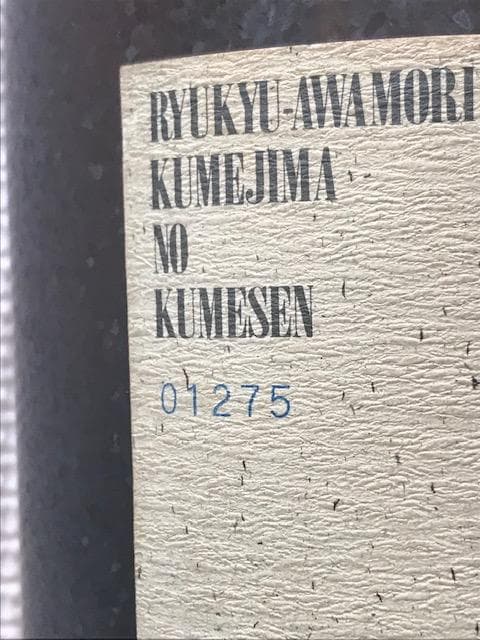 RYUKYU-AWAMORI
KUMEJIMA
NO
KUMESEN
01275